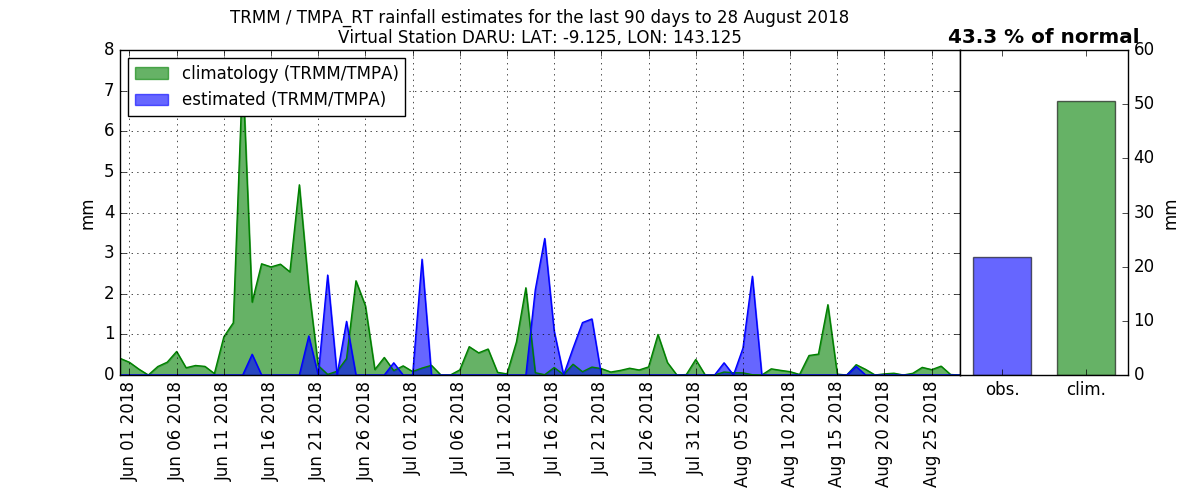 TRMM / TMPA_RT rainfall estimates for the last 90 days to 28 August 2018
Virtual Station DARU: LAT: -9.125, LON: 143.125
43.3 % of normal
climatology (TRMM/TMPA)
estimated (TRMM/TMPA)
8
7
6
5
4
3
2
1
0
mm
60
50
40
30
20
10
0
mm
Jun 01 2018
Jun 06 2018
Jun 11 2018
Jun 16 2018
Jun 21 2018
Jun 26 2018
Jul 01 2018
Jul 06 2018
Jul 11 2018
Jul 16 2018
Jul 21 2018
Jul 26 2018
Jul 31 2018
Aug 05 2018
Aug 10 2018
Aug 15 2018
Aug 20 2018
Aug 25 2018
obs.
clim.